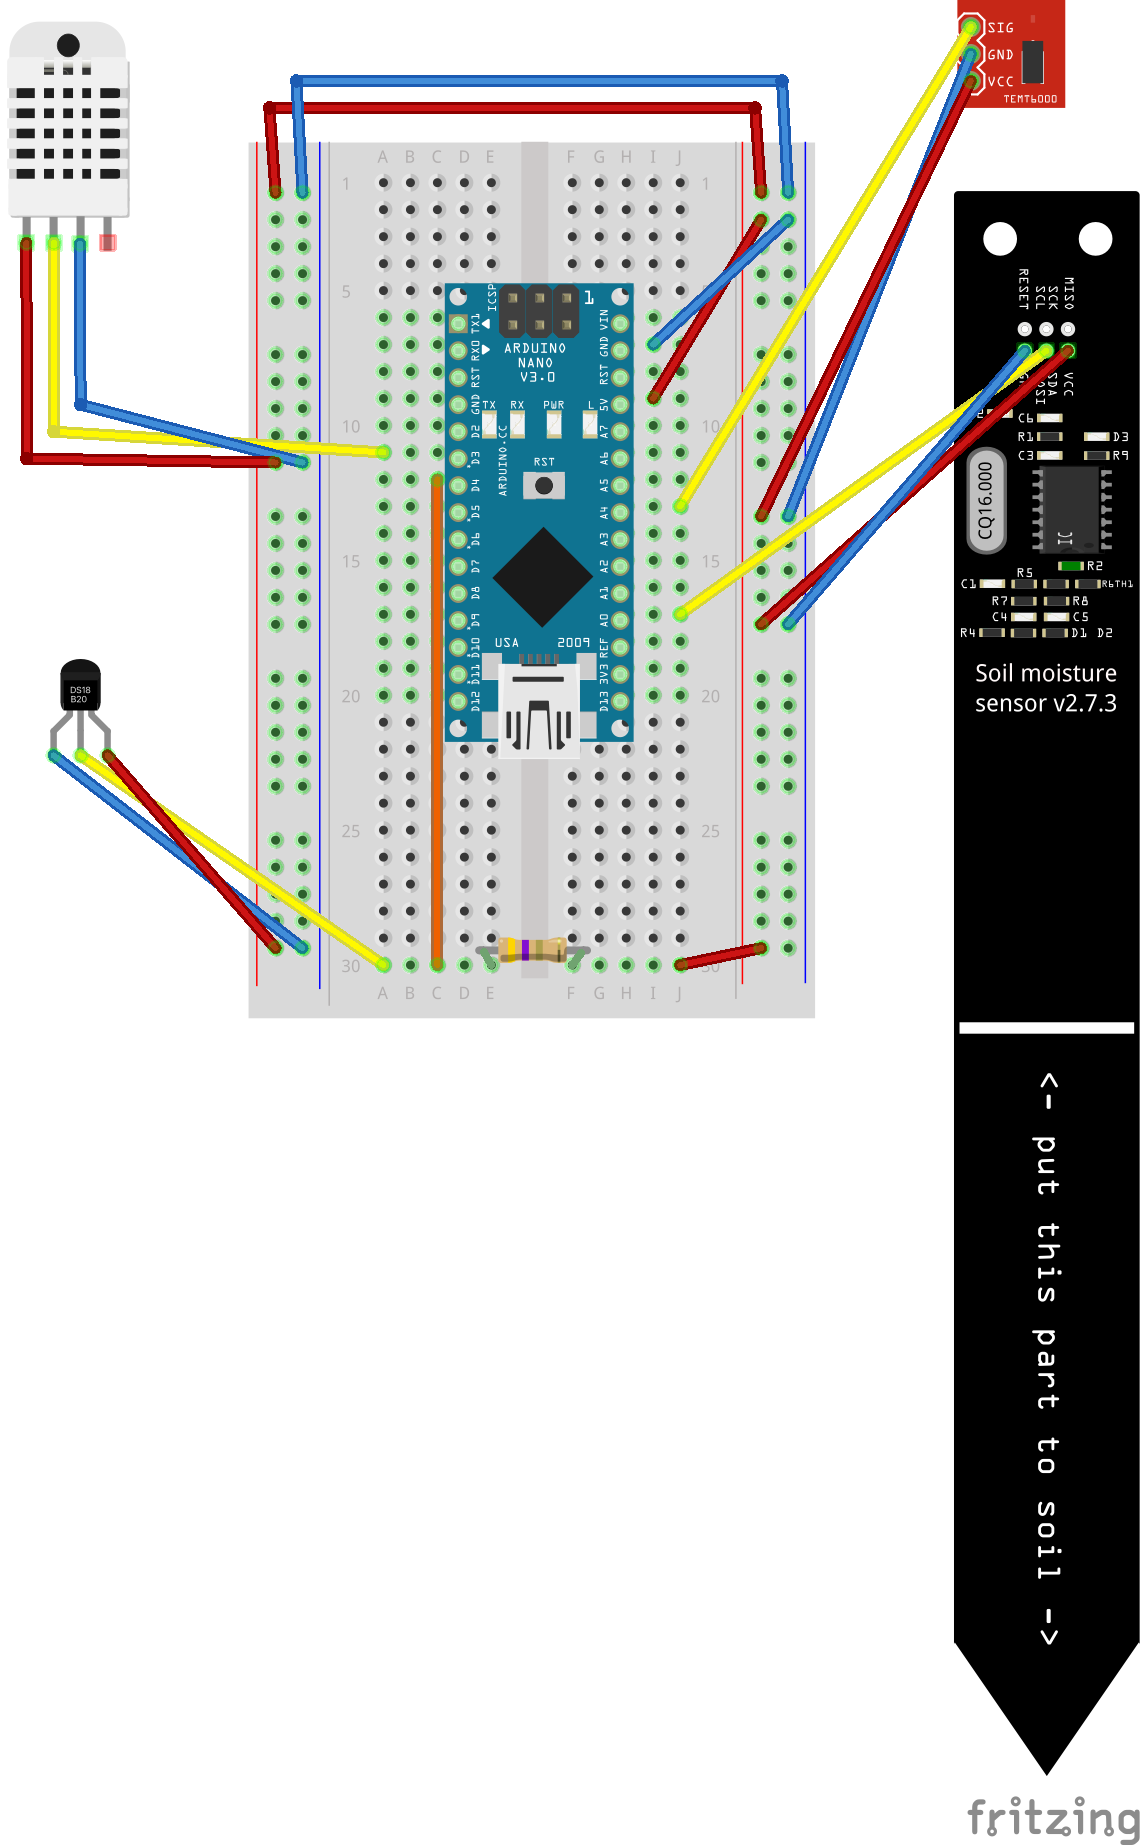 SIG
GND
VCC
TEMT6000
A B C D E
F G H I J
1 1
5
10 10
15 15
20 20
25 25
30 30
A B C D E
F G H I J
ICSP
1
TX1
RX0
RST
GND
D2
D3
D4
D5
D6
D7
D8
D9
D10
D11
D12
VIN
GND
RST
5V
A7
A6
A5
A4
A3
A2
A1
A0
REF
3V3
D13
ARDUINO
NANO
V3.0
TX RX PWR L
RST
ARDUINO.CC
USA 2009
DS18
B20
RESET
SCL
SCK
MISO
SDA
VCC
C6
R1 D3
C3 R9
CQ16.000
IC
R2
C1 R5 R6TH1
R7 R8
C4 C5
R4 D1 D2
Soil moisture
sensor v2.7.3
<- put this part to soil ->
fritzing